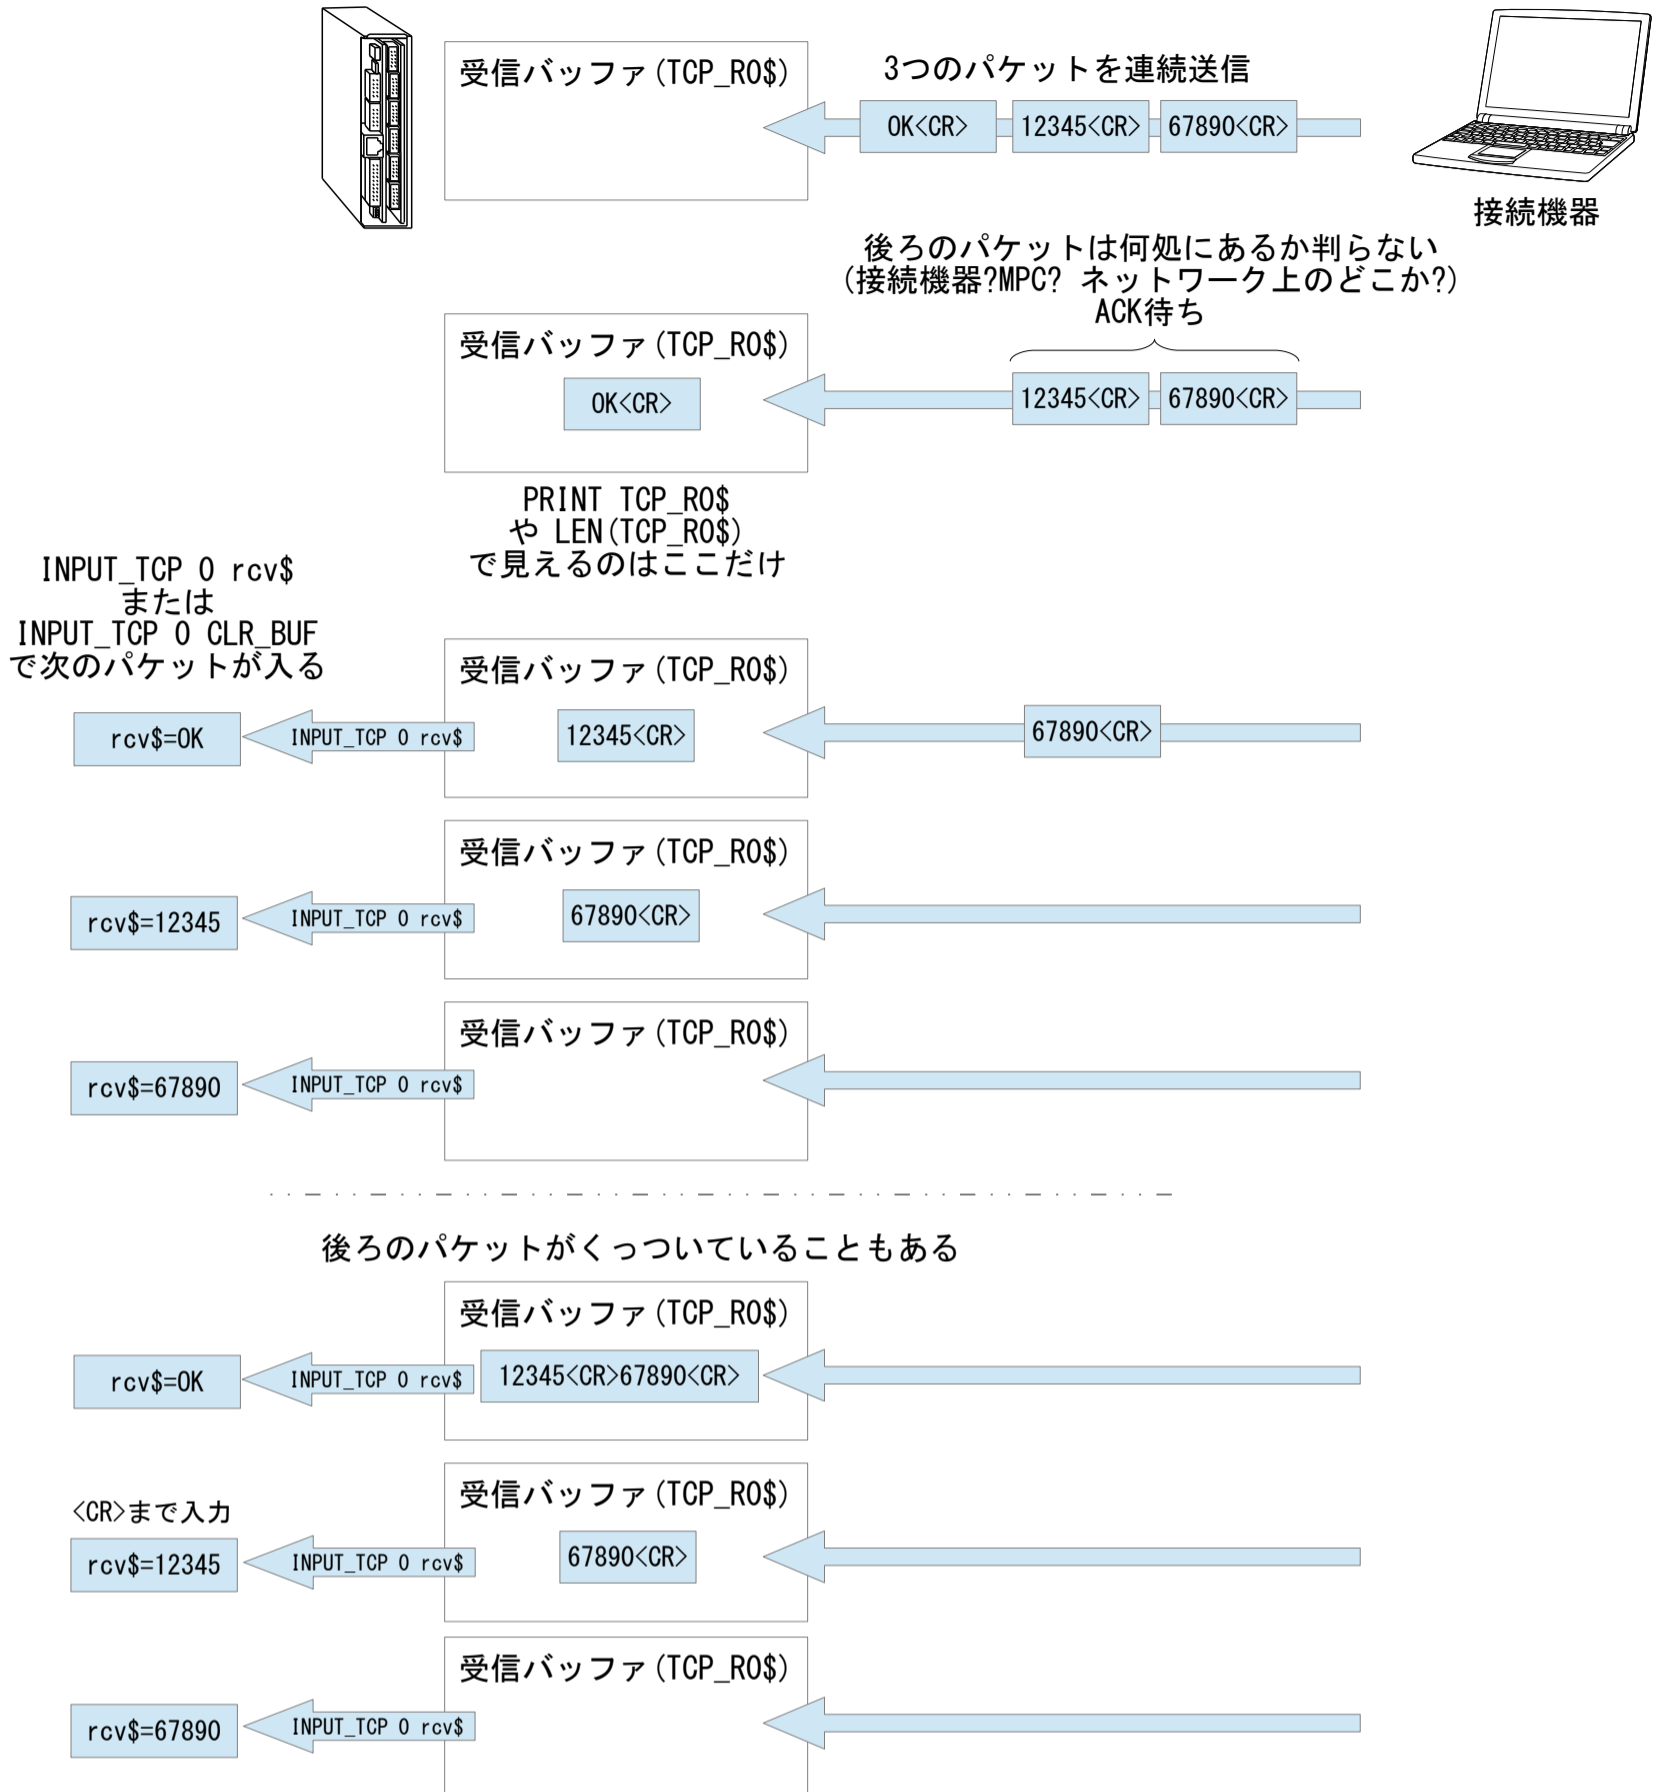 受信バッファ(TCP_R0$)
3つのパケットを連続送信
OK<CR>
12345<CR>
67890<CR>
接続機器
後ろのパケットは何処にあるか判らない
(接続機器?MPC? ネットワーク上のどこか?)
ACK待ち
受信バッファ(TCP_R0$)
OK<CR>
12345<CR>
67890<CR>
PRINT TCP_R0$
や LEN(TCP_R0$)
で見えるのはここだけ
INPUT_TCP 0 rcv$
または
INPUT_TCP 0 CLR_BUF
で次のパケットが入る
受信バッファ(TCP_R0$)
rcv$=OK
INPUT_TCP 0 rcv$
12345<CR>
67890<CR>
受信バッファ(TCP_R0$)
rcv$=12345
INPUT_TCP 0 rcv$
67890<CR>
受信バッファ(TCP_R0$)
rcv$=67890
INPUT_TCP 0 rcv$
後ろのパケットがくっついていることもある
受信バッファ(TCP_R0$)
rcv$=OK
INPUT_TCP 0 rcv$
12345<CR>67890<CR>
受信バッファ(TCP_R0$)
<CR>まで入力
rcv$=12345
INPUT_TCP 0 rcv$
67890<CR>
受信バッファ(TCP_R0$)
rcv$=67890
INPUT_TCP 0 rcv$